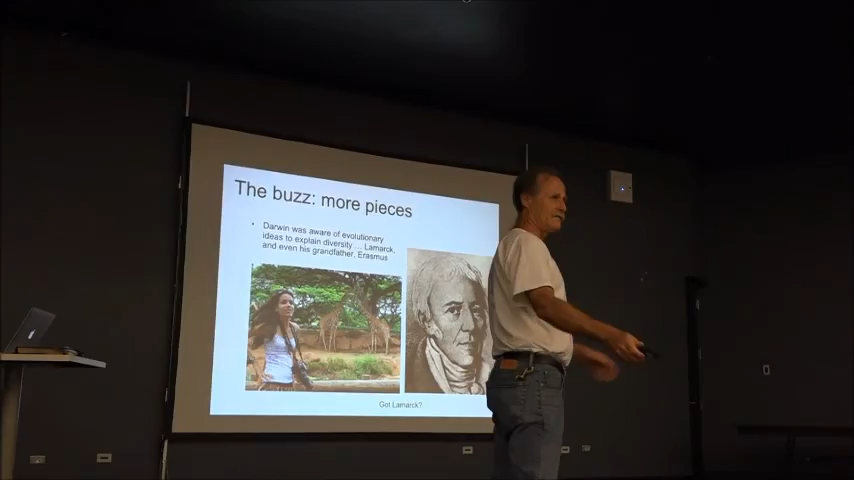 The buzz: more pieces
• Darwin was aware of evolutionary
ideas to explain diversity … Lamarck,
and even his grandfather, Erasmus
Got Lamarck?